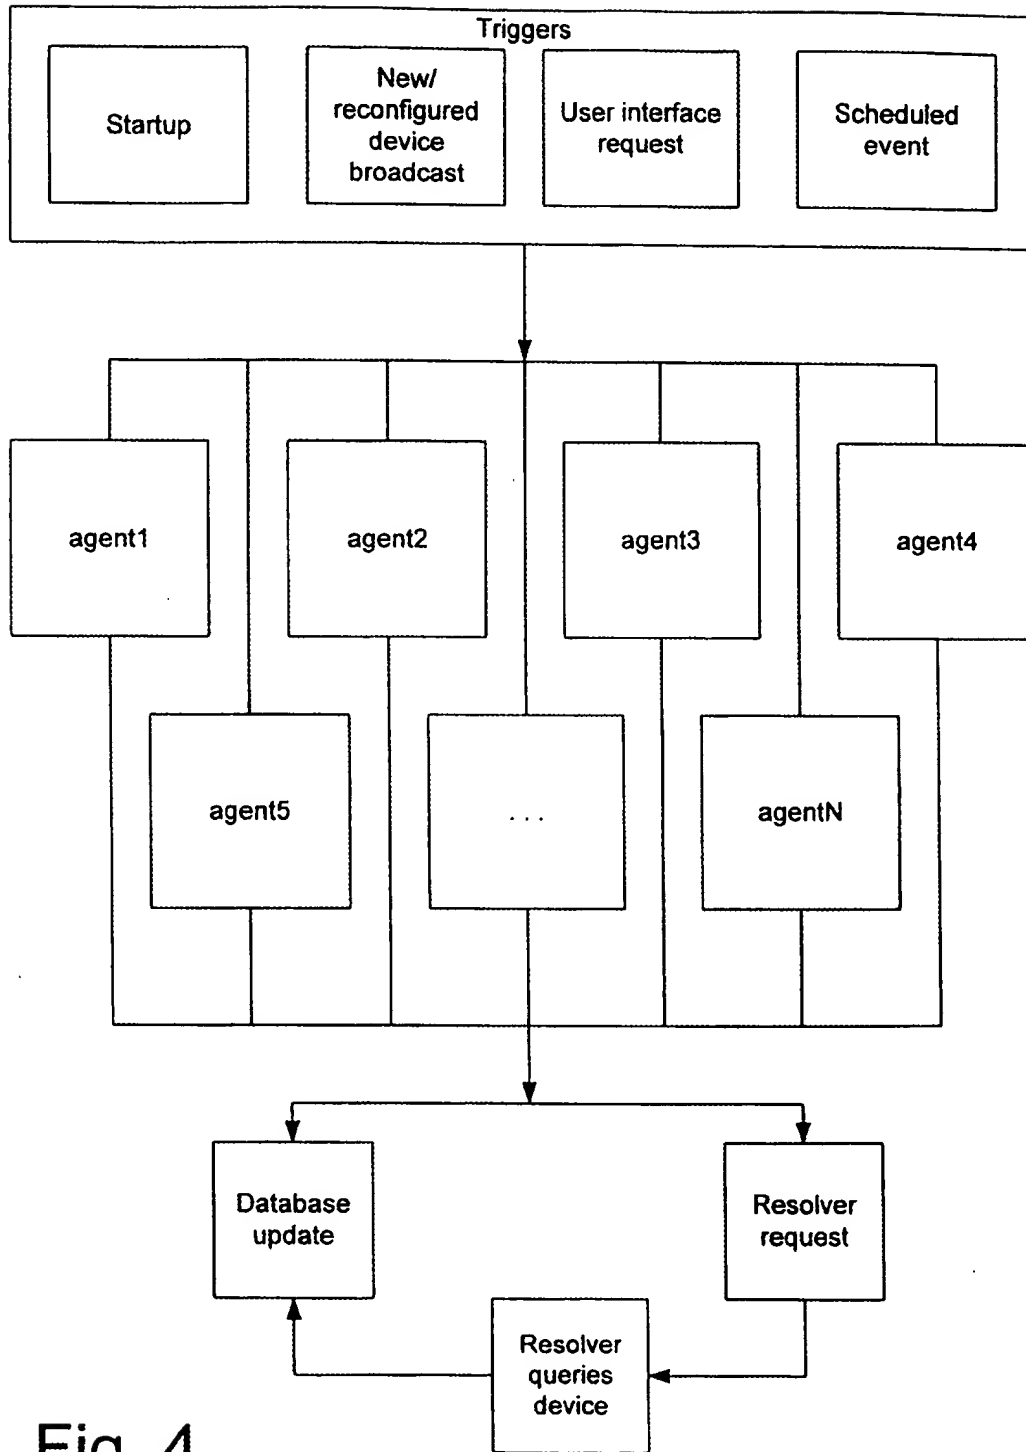 Triggers
Startup
New/
reconfigured
device
broadcast
User interface
request
Scheduled
event
agent1
agent2
agent3
agent4
agent5
...
agentN
Database
update
Resolver
request
Resolver
queries
device
Fig. 4